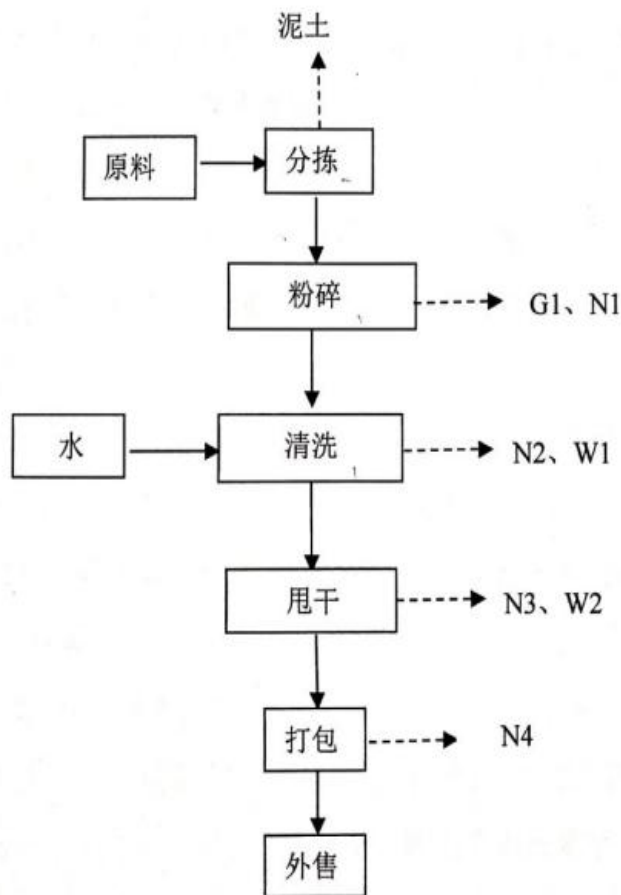 泥土
原料
分拣
粉碎
G1、N1
水
清洗
N2、W1
甩干
N3、W2
打包
N4
外售